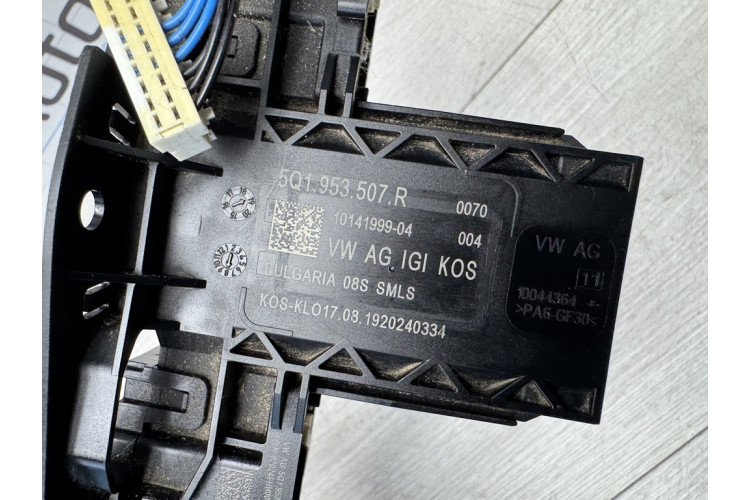 5Q1.953.507.R
0070
10141999-04
004
VW AG IGI KOS
BULGARIA 08S SMLS
KOS-KLO17.08.1920240334
VW AG
11
10044364
>PA6-GF30<